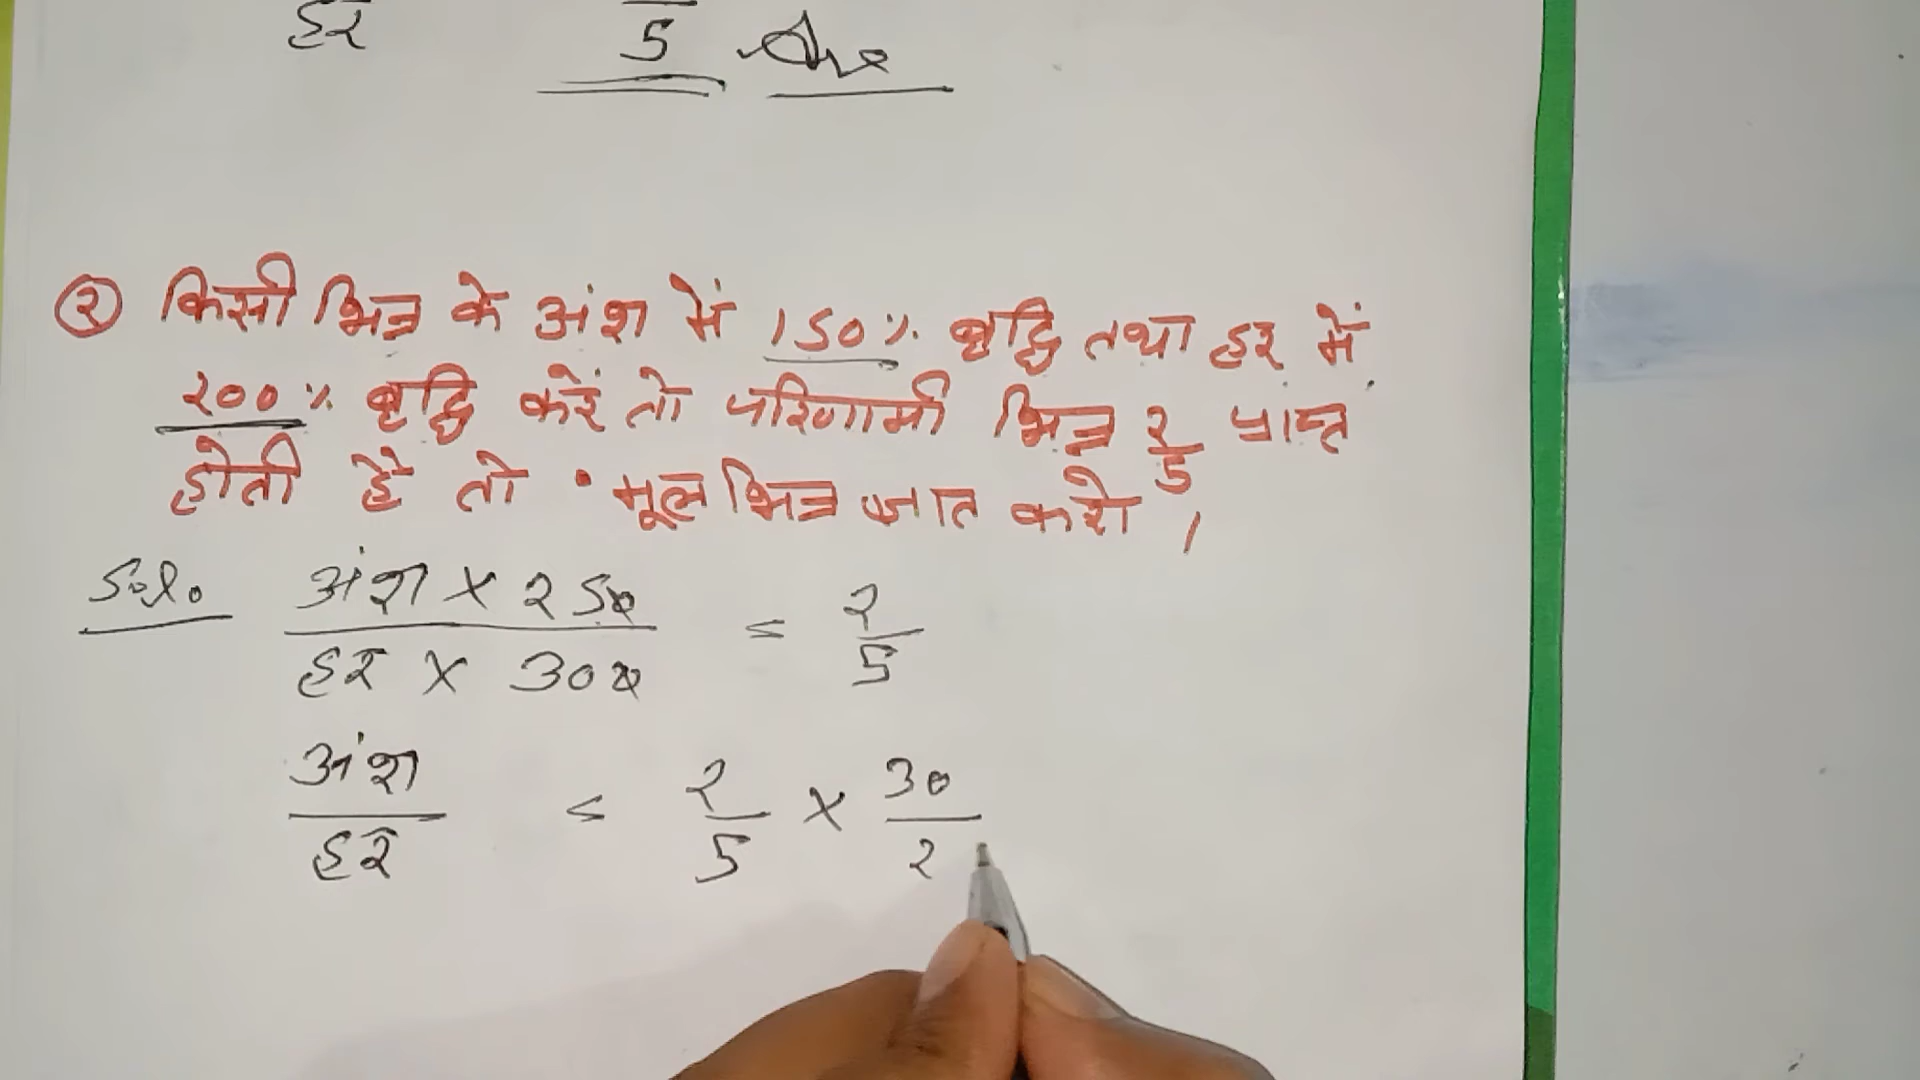 हर 5 Ans
② किसी भिन्न के अंश में 150% वृद्धि तथा हर में
200% वृद्धि करें तो परिणामी भिन्न 2/5 प्राप्त
होती है तो मूल भिन्न ज्ञात करो ।
Sol. अंश × 250 / हर × 300 = 2/5
अंश / हर = 2/5 × 30 / 2